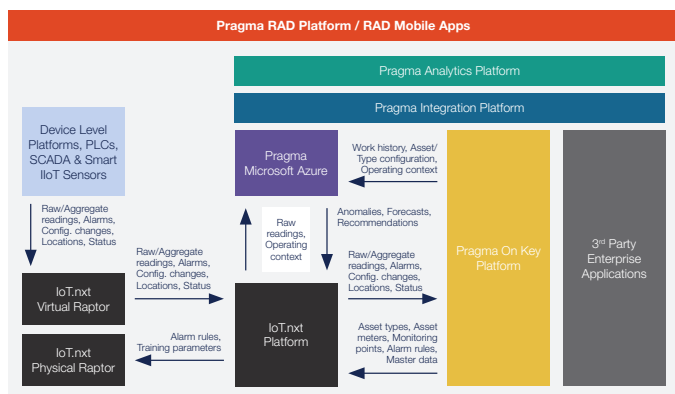 Pragma RAD Platform / RAD Mobile Apps
Pragma Analytics Platform
Pragma Integration Platform
Device Level
Platforms, PLCs,
SCADA & Smart
IIoT Sensors
Pragma
Microsoft Azure
Work history, Asset/
Type configuration,
Operating context
Raw/Aggregate
readings, Alarms,
Config. changes,
Locations, Status
Raw
readings,
Operating
context
Anomalies, Forecasts,
Recommendations
Pragma On Key
Platform
3rd Party
Enterprise
Applications
Raw/Aggregate
readings, Alarms,
Config. changes,
Locations, Status
Raw/Aggregate
readings, Alarms,
Config. changes,
Locations, Status
IoT.nxt
Virtual Raptor
IoT.nxt
Platform
Alarm rules,
Training parameters
Asset types, Asset
meters, Monitoring
points, Alarm rules,
Master data
IoT.nxt
Physical Raptor